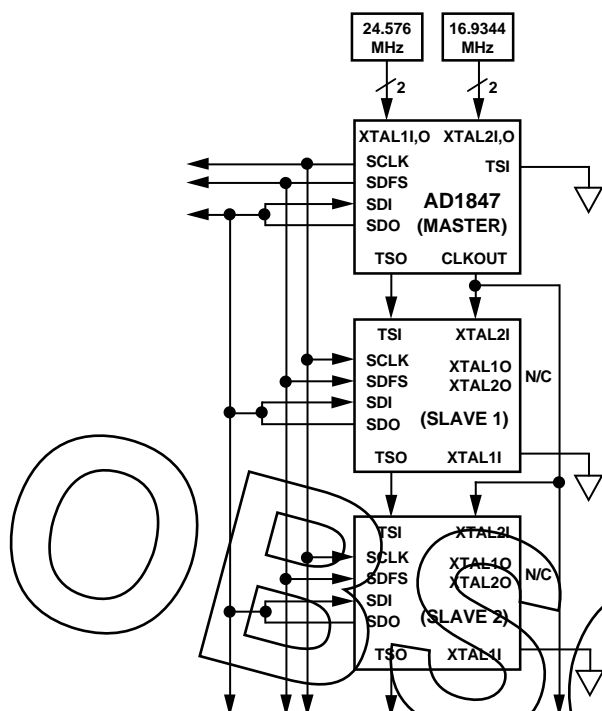 24.576
MHz
16.9344
MHz
2
2
XTAL1I,O XTAL2I,O
SCLK
TSI
SDFS
SDI
AD1847
SDO
(MASTER)
TSO CLKOUT
TSI XTAL2I
SCLK
XTAL1O
SDFS
XTAL2O
N/C
SDI
SDO
(SLAVE 1)
TSO XTAL1I
TSI XTAL2I
SCLK
XTAL1O
SDFS
XTAL2O
N/C
SDI
SDO
(SLAVE 2)
TSO XTAL1I
OBS